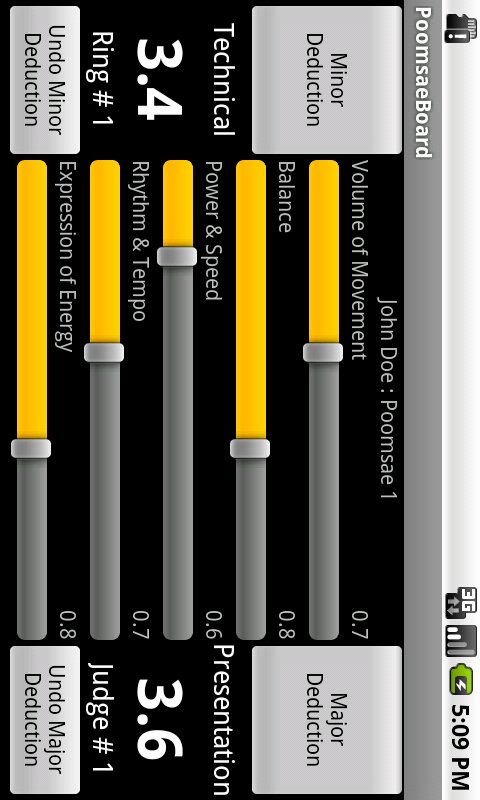 3G 5:09 PM
PoomsaeBoard
John Doe : Poomsae 1
Minor
Deduction
Technical
3.4
Ring # 1
Undo Minor
Deduction
Volume of Movement 0.7
Balance 0.8
Power & Speed 0.6
Rhythm & Tempo 0.7
Expression of Energy 0.8
Major
Deduction
Presentation
3.6
Judge # 1
Undo Major
Deduction